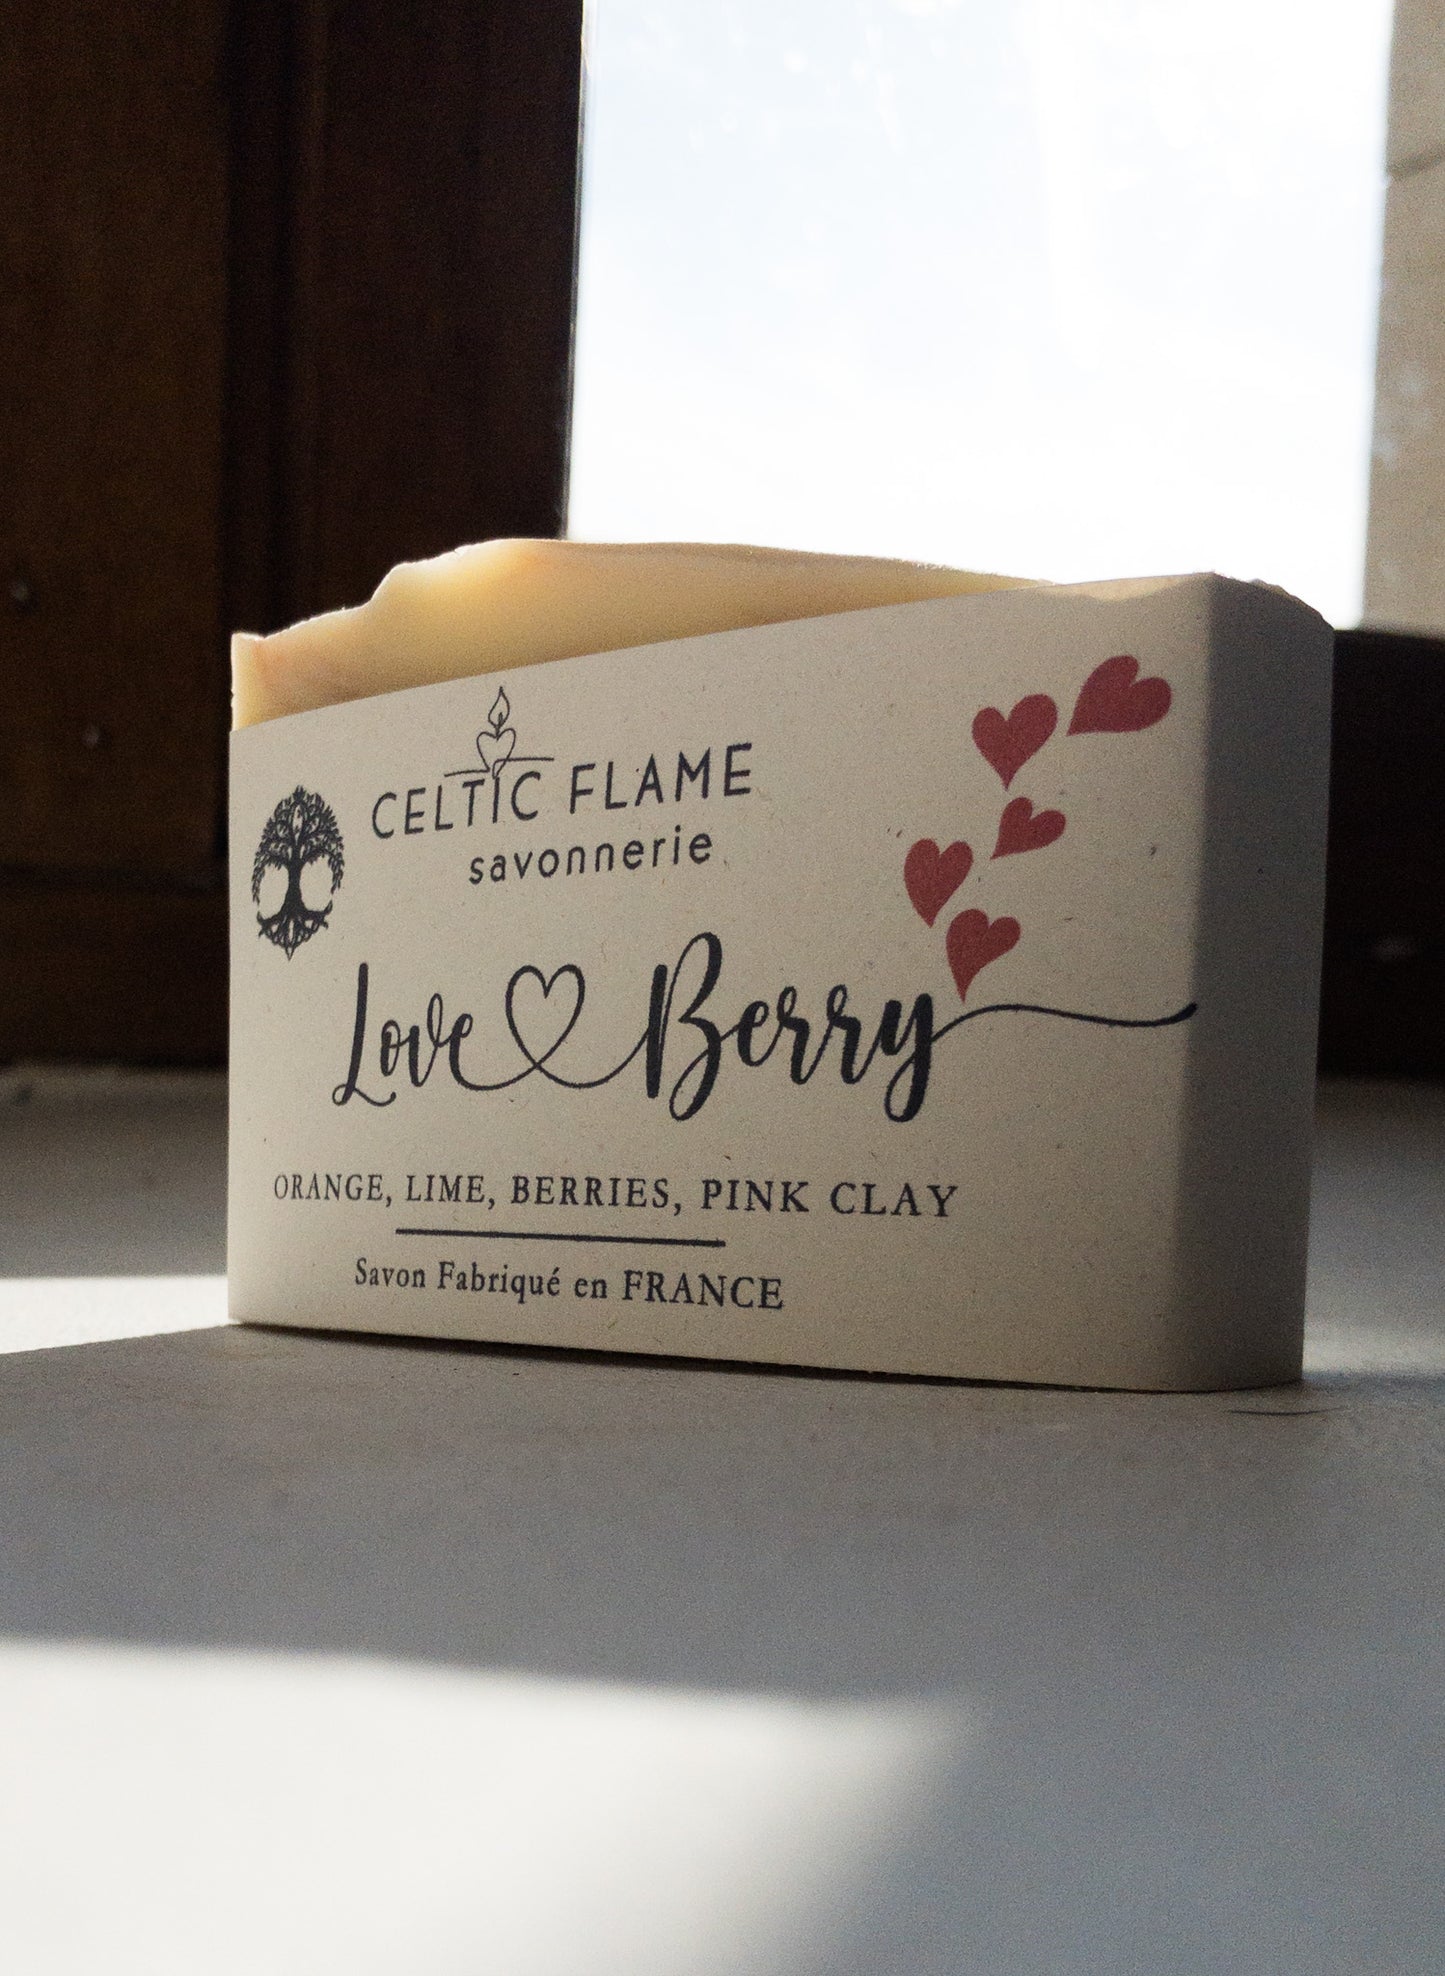 CELTIC FLAME
savonnerie
Love Berry
ORANGE, LIME, BERRIES, PINK CLAY
Savon Fabriqué en FRANCE